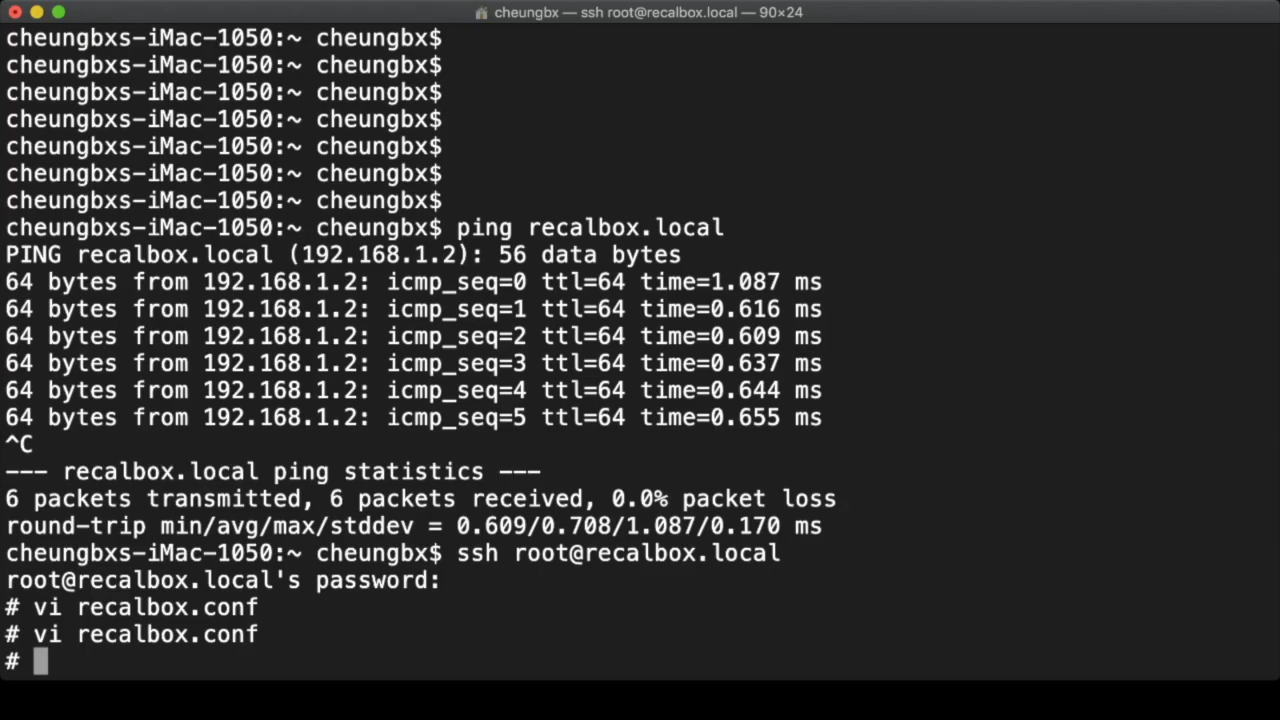 cheungbx — ssh root@recalbox.local — 90×24
cheungbxs-iMac-1050:~ cheungbx$
cheungbxs-iMac-1050:~ cheungbx$
cheungbxs-iMac-1050:~ cheungbx$
cheungbxs-iMac-1050:~ cheungbx$
cheungbxs-iMac-1050:~ cheungbx$
cheungbxs-iMac-1050:~ cheungbx$
cheungbxs-iMac-1050:~ cheungbx$
cheungbxs-iMac-1050:~ cheungbx$ ping recalbox.local
PING recalbox.local (192.168.1.2): 56 data bytes
64 bytes from 192.168.1.2: icmp_seq=0 ttl=64 time=1.087 ms
64 bytes from 192.168.1.2: icmp_seq=1 ttl=64 time=0.616 ms
64 bytes from 192.168.1.2: icmp_seq=2 ttl=64 time=0.609 ms
64 bytes from 192.168.1.2: icmp_seq=3 ttl=64 time=0.637 ms
64 bytes from 192.168.1.2: icmp_seq=4 ttl=64 time=0.644 ms
64 bytes from 192.168.1.2: icmp_seq=5 ttl=64 time=0.655 ms
^C
--- recalbox.local ping statistics ---
6 packets transmitted, 6 packets received, 0.0% packet loss
round-trip min/avg/max/stddev = 0.609/0.708/1.087/0.170 ms
cheungbxs-iMac-1050:~ cheungbx$ ssh root@recalbox.local
root@recalbox.local's password:
# vi recalbox.conf
# vi recalbox.conf
#